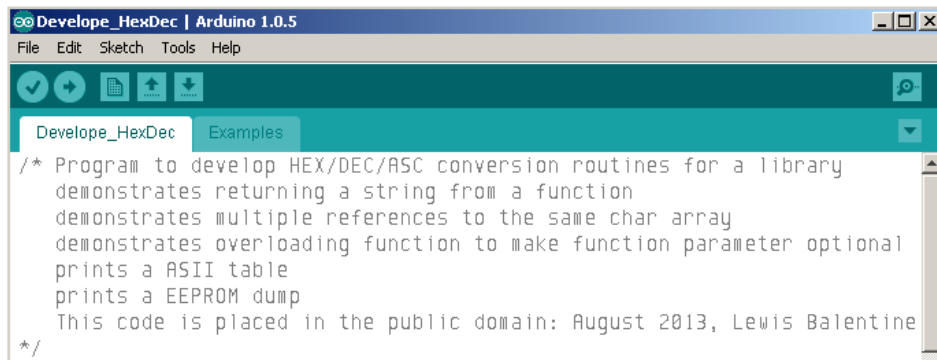 Develope_HexDec | Arduino 1.0.5
File Edit Sketch Tools Help
Develope_HexDec Examples
/* Program to develop HEX/DEC/ASC conversion routines for a library
demonstrates returning a string from a function
demonstrates multiple references to the same char array
demonstrates overloading function to make function parameter optional
prints a ASII table
prints a EEPROM dump
This code is placed in the public domain: August 2013, Lewis Balentine
*/